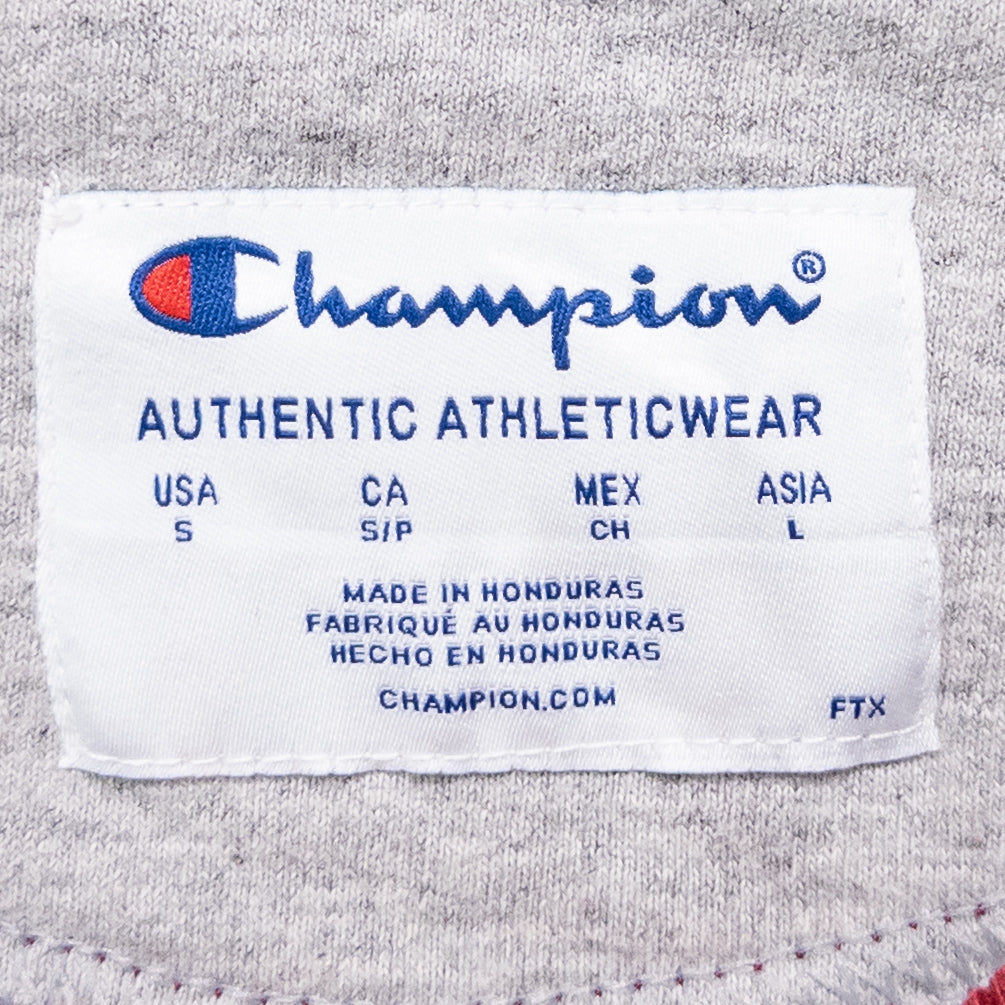 Champion®
AUTHENTIC ATHLETICWEAR
USA CA MEX ASIA
S S/P CH L
MADE IN HONDURAS
FABRIQUÉ AU HONDURAS
HECHO EN HONDURAS
CHAMPION.COM
FTX